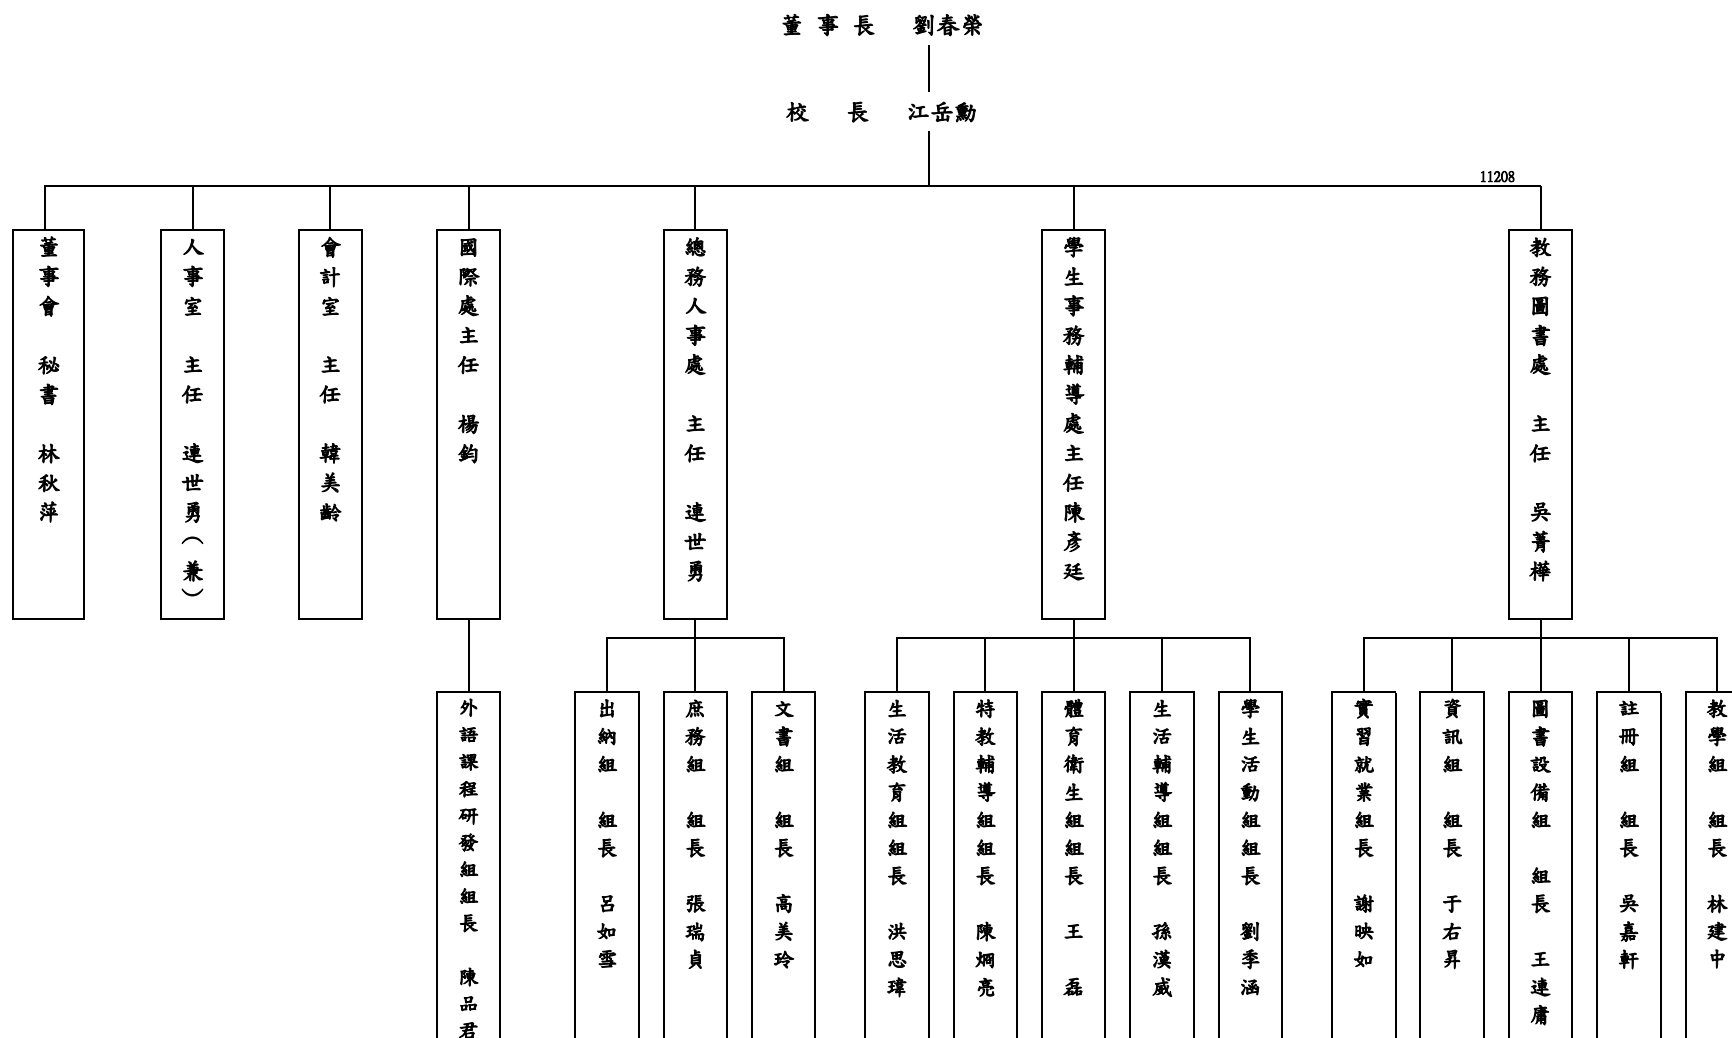 董 事 長 劉春榮
校 長 江岳勳
11208
董事會 秘書 林秋萍
人事室 主任 連世勇（兼）
會計室 主任 韓美齡
國際處主任 楊鈞
總務人事處 主任 連世勇
學生事務輔導處主任陳彥廷
教務圖書處 主任 吳菁樺
外語課程研發組組長 陳品君
出納組 組長 呂如雪
庶務組 組長 張瑞貞
文書組 組長 高美玲
生活教育組組長 洪思瑋
特教輔導組組長 陳炯亮
體育衛生組組長 王 磊
生活輔導組組長 孫漢威
學生活動組組長 劉季涵
實習就業組長 謝映如
資訊組 組長 于右昇
圖書設備組 組長 王連庸
註冊組 組長 吳嘉軒
教學組 組長 林建中